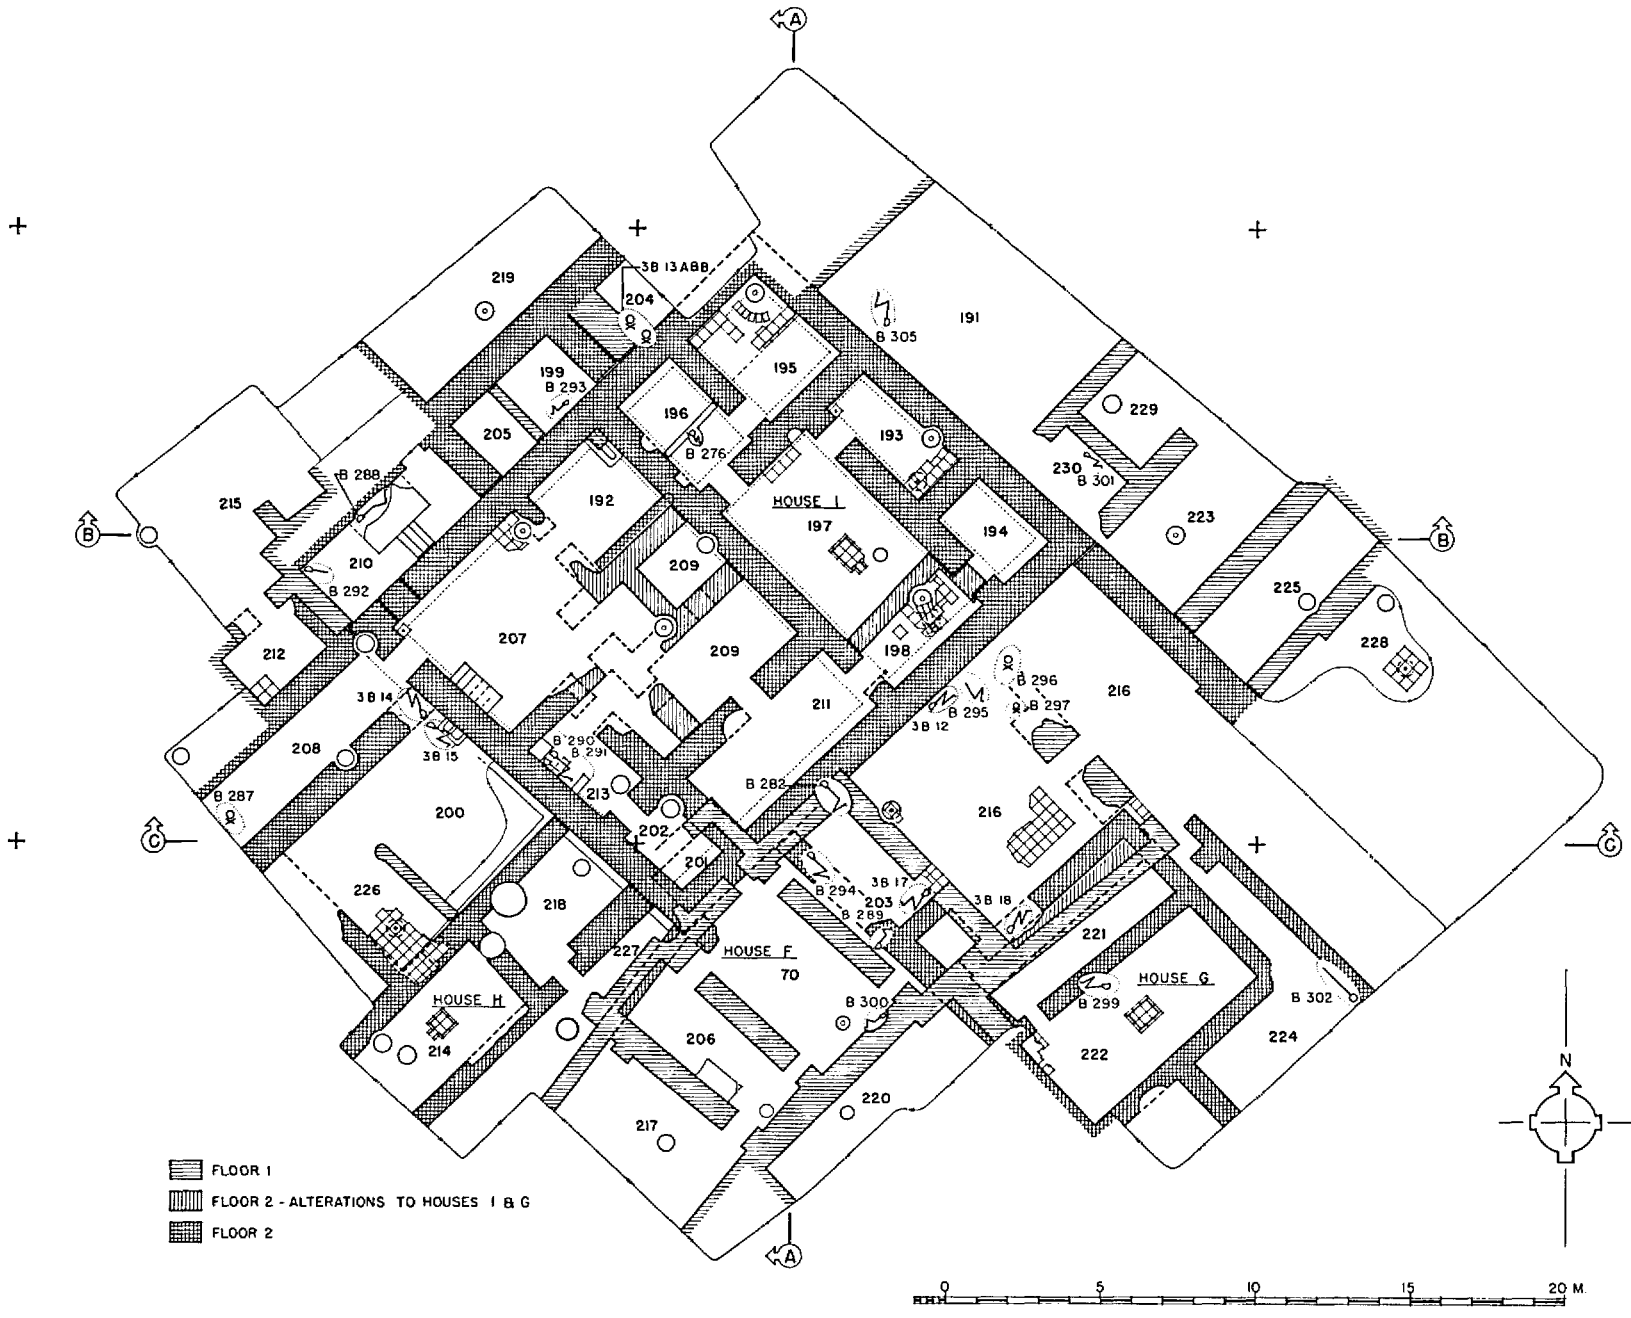 A
219
3B 13A&B
204
191
B 305
195
199
B 293
196
229
205
193
B 276
230
B 301
B 288
215
HOUSE I
192
197
223
194
B
B
210
209
225
B 292
207
198
228
212
209
B 296
216
3B 14
211
B 297
B 295
3B 12
208
3B 15
B 290
B 291
B 282
213
B 287
200
216
202
C
C
201
B 294
3B 17
226
203
3B 18
218
B 289
221
227
HOUSE F
70
HOUSE G
HOUSE H
B 299
B 300
B 302
214
206
222
224
N
220
217
FLOOR 1
FLOOR 2 - ALTERATIONS TO HOUSES I & G
FLOOR 2
A
0 5 10 15 20 M.